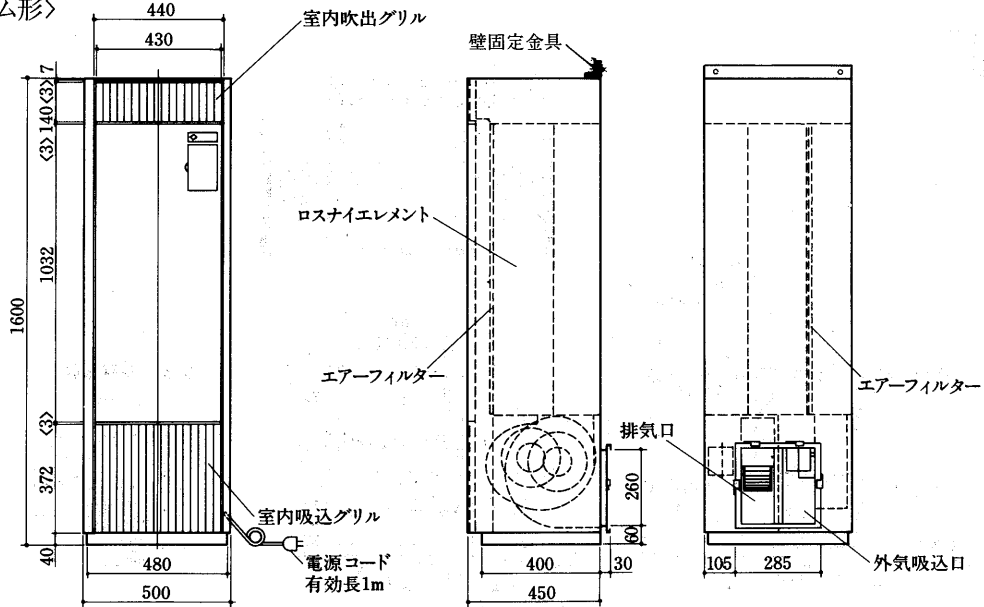 ム形〉
440
室内吹出グリル
430
壁固定金具
7
〈3〉
140
〈3〉
ロスナイエレメント
1032
1600
エアーフィルター
エアーフィルター
〈3〉
排気口
372
260
室内吸込グリル
60
40
480
電源コード
有効長1m
400
30
105
285
外気吸込口
500
450